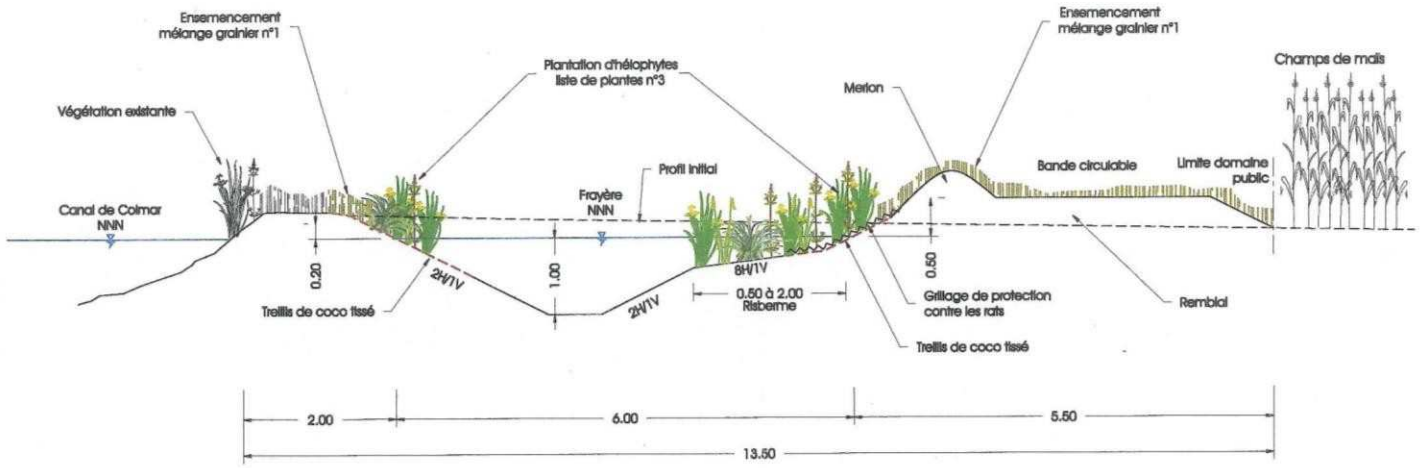 Ensemencement
mélange grainier n°1
Ensemencement
mélange grainier n°1
Plantation d'hélophytes
liste de plantes n°3
Champs de maïs
Merlon
Végétation existante
Profil initial
Bande circulable
Limite domaine
public
Canal de Colmar
NNN
Frayère
NNN
0.20
2H/1V
1.00
2H/1V
8H/1V
0.50 à 2.00
Risberme
0.50
Grillage de protection
contre les rats
Remblai
Treillis de coco tissé
Treillis de coco tissé
2.00
6.00
5.50
13.50